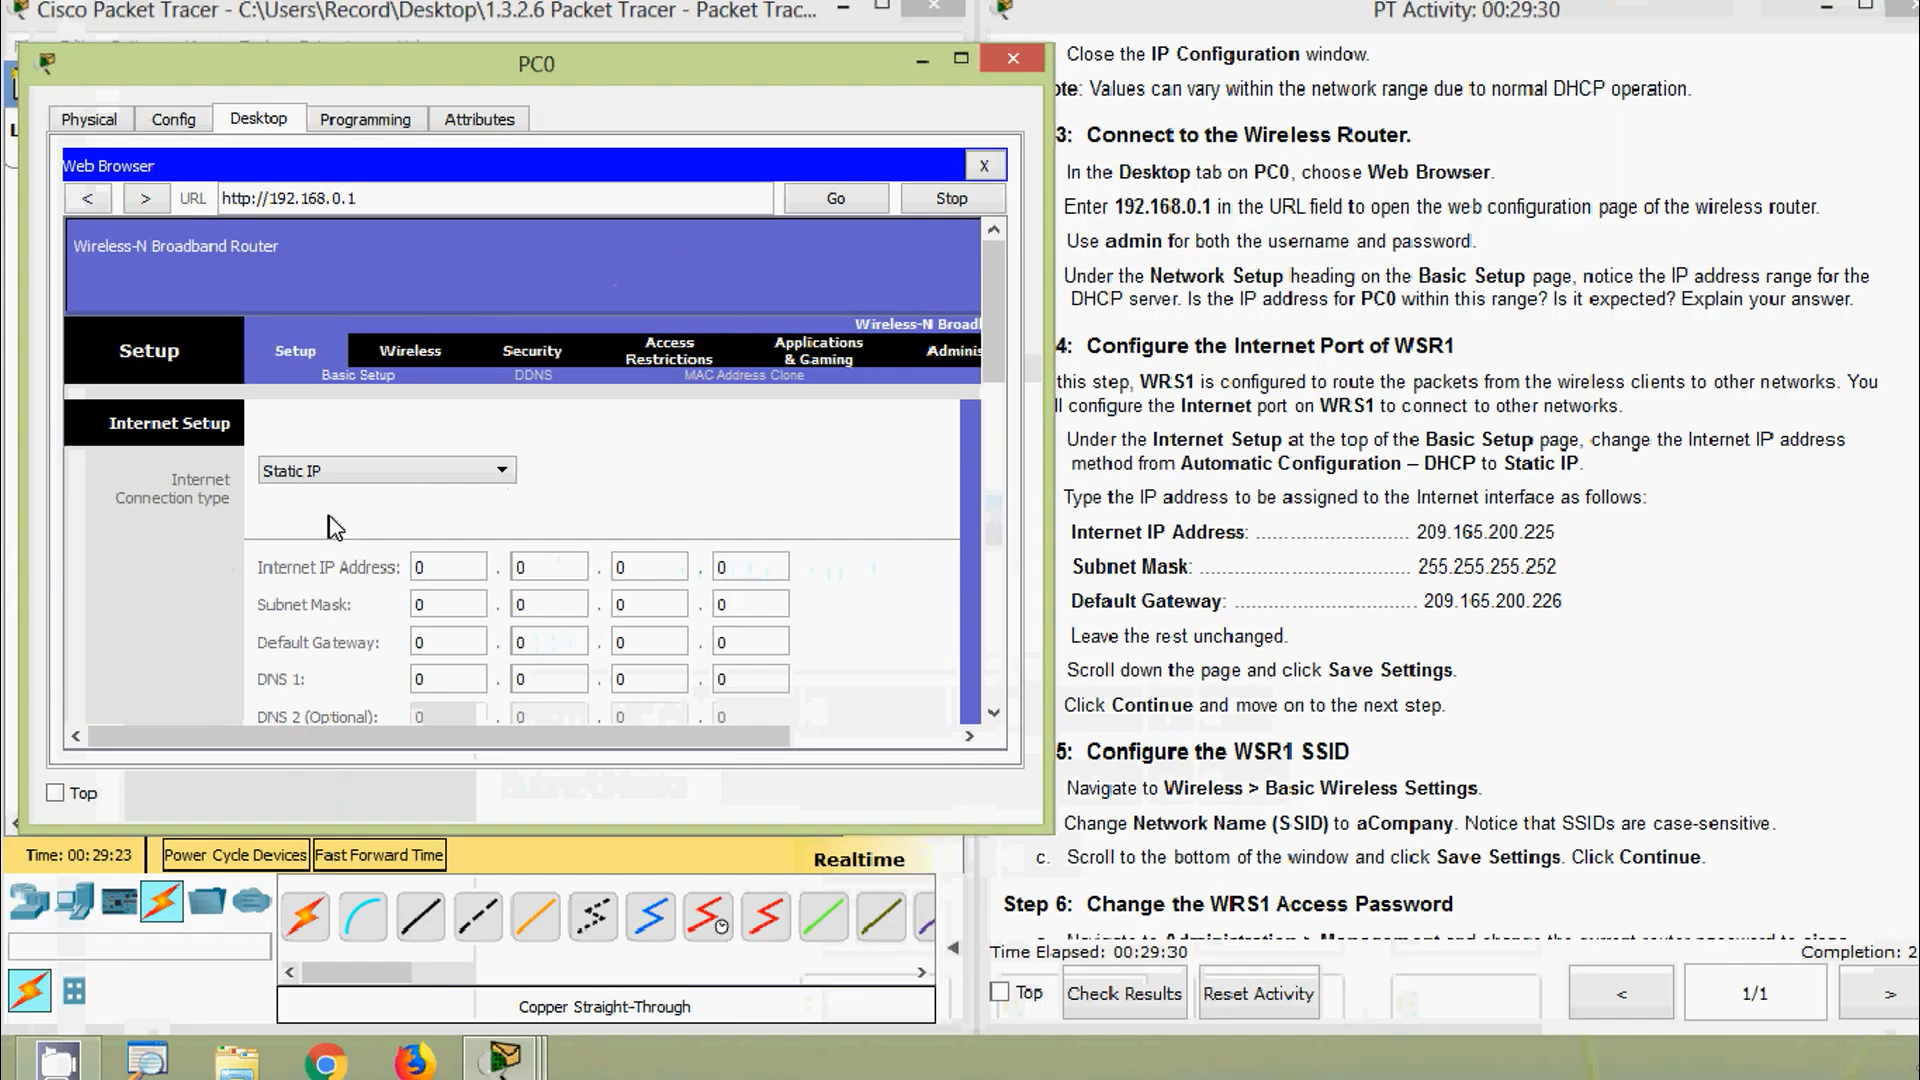 Cisco Packet Tracer - C:\Users\Record\Desktop\1.3.2.6 Packet Tracer - Packet Trac...
PT Activity: 00:29:30
PC0
Physical
Config
Desktop
Programming
Attributes
Web Browser
X
<
>
URL
http://192.168.0.1
Go
Stop
Wireless-N Broadband Router
Wireless-N Broadl
Setup
Setup
Wireless
Security
Access
Restrictions
Applications
& Gaming
Adminis
Basic Setup
DDNS
MAC Address Clone
Internet Setup
Internet
Connection type
Static IP
Internet IP Address:
0 . 0 . 0 . 0
Subnet Mask:
0 . 0 . 0 . 0
Default Gateway:
0 . 0 . 0 . 0
DNS 1:
0 . 0 . 0 . 0
DNS 2 (Optional):
0 . 0 . 0 . 0
Top
Time: 00:29:23
Power Cycle Devices
Fast Forward Time
Realtime
Copper Straight-Through
Close the IP Configuration window.
ote: Values can vary within the network range due to normal DHCP operation.
3: Connect to the Wireless Router.
In the Desktop tab on PC0, choose Web Browser.
Enter 192.168.0.1 in the URL field to open the web configuration page of the wireless router.
Use admin for both the username and password.
Under the Network Setup heading on the Basic Setup page, notice the IP address range for the
DHCP server. Is the IP address for PC0 within this range? Is it expected? Explain your answer.
4: Configure the Internet Port of WSR1
this step, WRS1 is configured to route the packets from the wireless clients to other networks. You
ll configure the Internet port on WRS1 to connect to other networks.
Under the Internet Setup at the top of the Basic Setup page, change the Internet IP address
method from Automatic Configuration – DHCP to Static IP.
Type the IP address to be assigned to the Internet interface as follows:
Internet IP Address: ................................ 209.165.200.225
Subnet Mask: ............................................. 255.255.255.252
Default Gateway: ....................................... 209.165.200.226
Leave the rest unchanged.
Scroll down the page and click Save Settings.
Click Continue and move on to the next step.
5: Configure the WSR1 SSID
Navigate to Wireless > Basic Wireless Settings.
Change Network Name (SSID) to aCompany. Notice that SSIDs are case-sensitive.
c. Scroll to the bottom of the window and click Save Settings. Click Continue.
Step 6: Change the WRS1 Access Password
Time Elapsed: 00:29:30
Completion: 2
Top
Check Results
Reset Activity
<
1/1
>